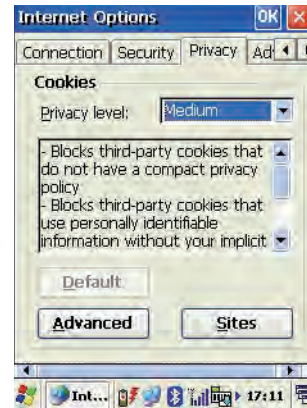 Internet Options OK
Connection Security Privacy Ad
Cookies
Privacy level: Medium
- Blocks third-party cookies that
do not have a compact privacy
policy
- Blocks third-party cookies that
use personally identifiable
information without your implicit
Default
Advanced Sites
Int... 17:11